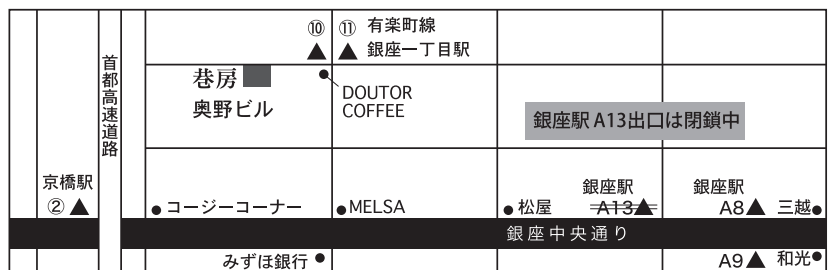 ⑩
⑪ 有楽町線
銀座一丁目駅
首都高速道路
巷房
奥野ビル
DOUTOR
COFFEE
銀座駅 A13出口は閉鎖中
京橋駅
②
コージーコーナー
MELSA
松屋
銀座駅
A13
銀座駅
A8
三越
銀座中央通り
みずほ銀行
A9
和光